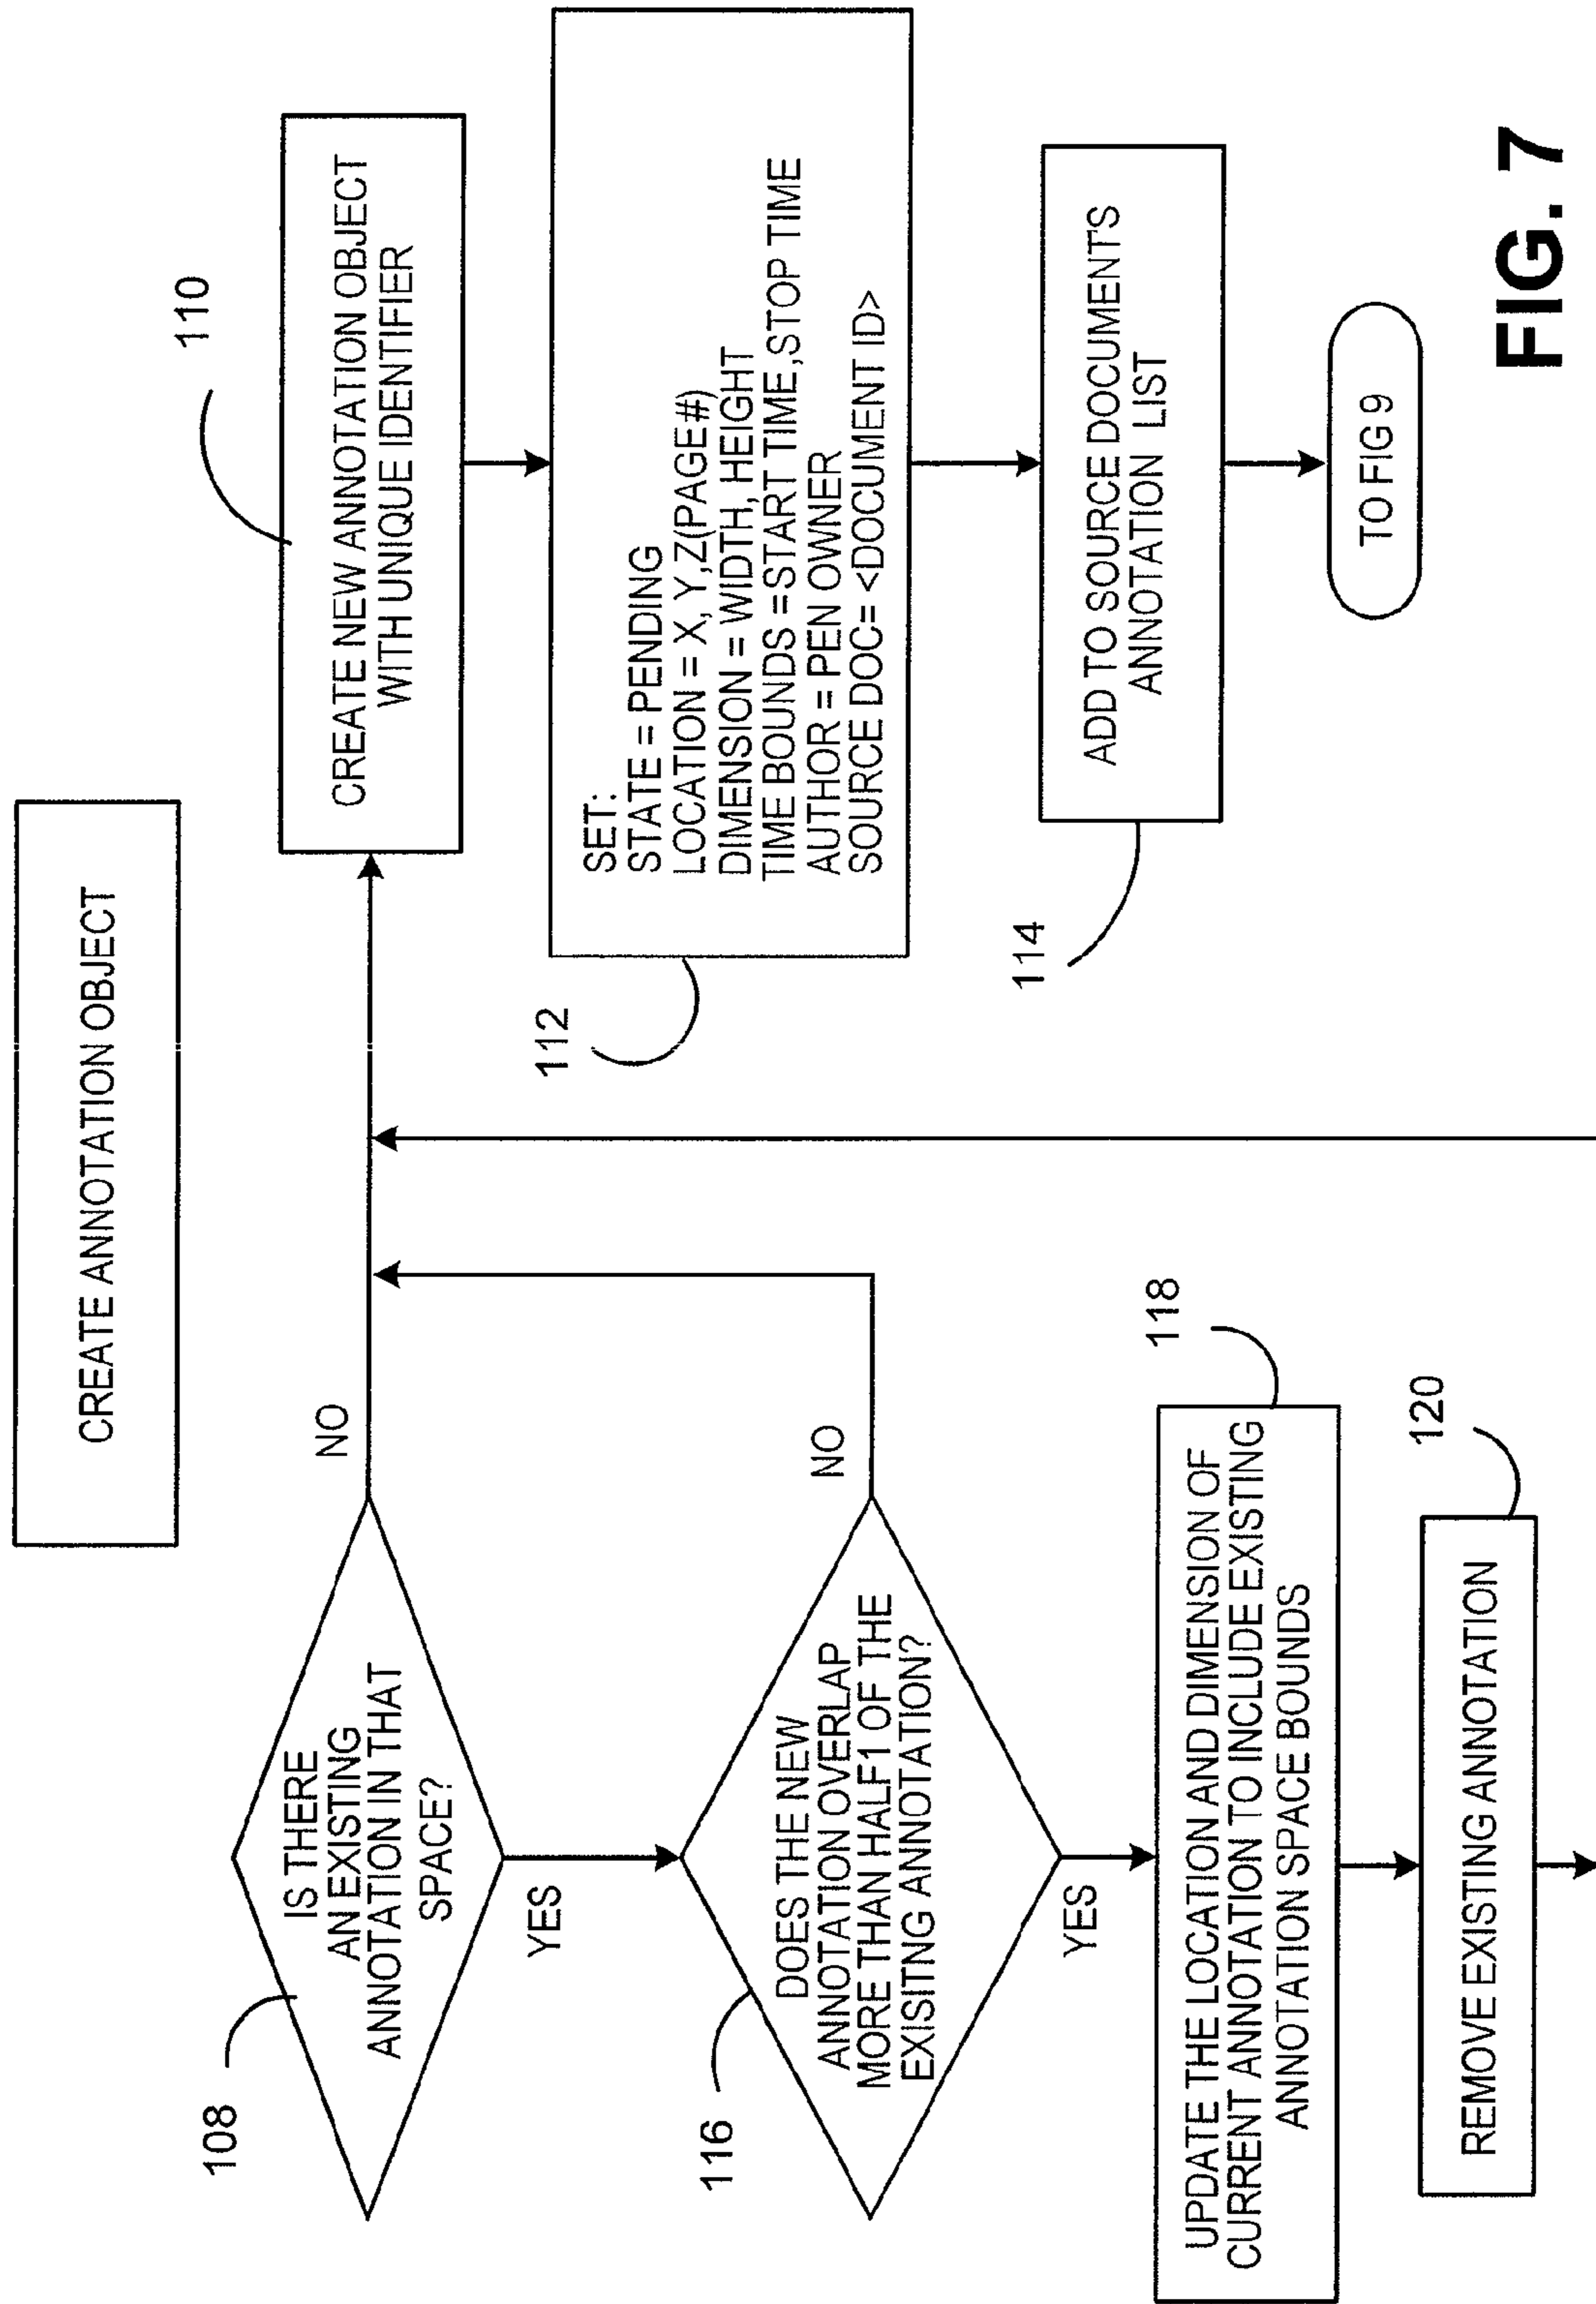 CREATE ANNOTATION OBJECT
108
IS THERE
AN EXISTING
ANNOTATION IN THAT
SPACE?
NO
YES
110
CREATE NEW ANNOTATION OBJECT
WITH UNIQUE IDENTIFIER
112
SET:
STATE = PENDING
LOCATION = X, Y,Z(PAGE#)
DIMENSION = WIDTH, HEIGHT
TIME BOUNDS =START TIME,STOP TIME
AUTHOR = PEN OWNER
SOURCE DOC= <DOCUMENT ID>
114
ADD TO SOURCE DOCUMENTS
ANNOTATION LIST
TO FIG 9
116
DOES THE NEW
ANNOTATION OVERLAP
MORE THAN HALF1 OF THE
EXISITNG ANNOTATION?
NO
YES
118
UPDATE THE LOCATION AND DIMENSION OF
CURRENT ANNOTATION TO INCLUDE EXISTING
ANNOTATION SPACE BOUNDS
120
REMOVE EXISTING ANNOTATION
FIG. 7